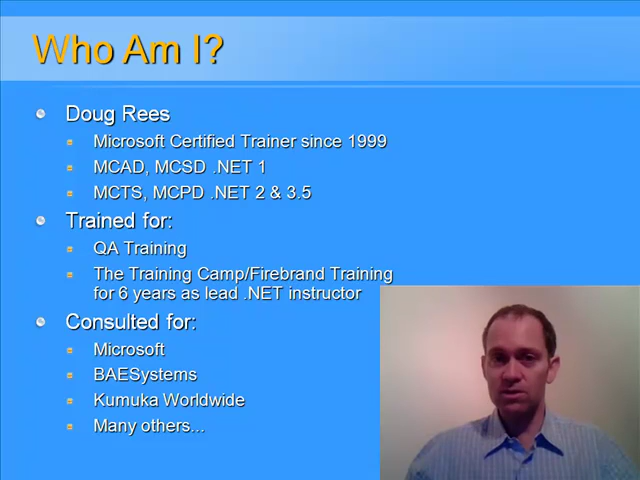 Who Am I?
Doug Rees
Microsoft Certified Trainer since 1999
MCAD, MCSD .NET 1
MCTS, MCPD .NET 2 & 3.5
Trained for:
QA Training
The Training Camp/Firebrand Training
for 6 years as lead .NET instructor
Consulted for:
Microsoft
BAESystems
Kumuka Worldwide
Many others...